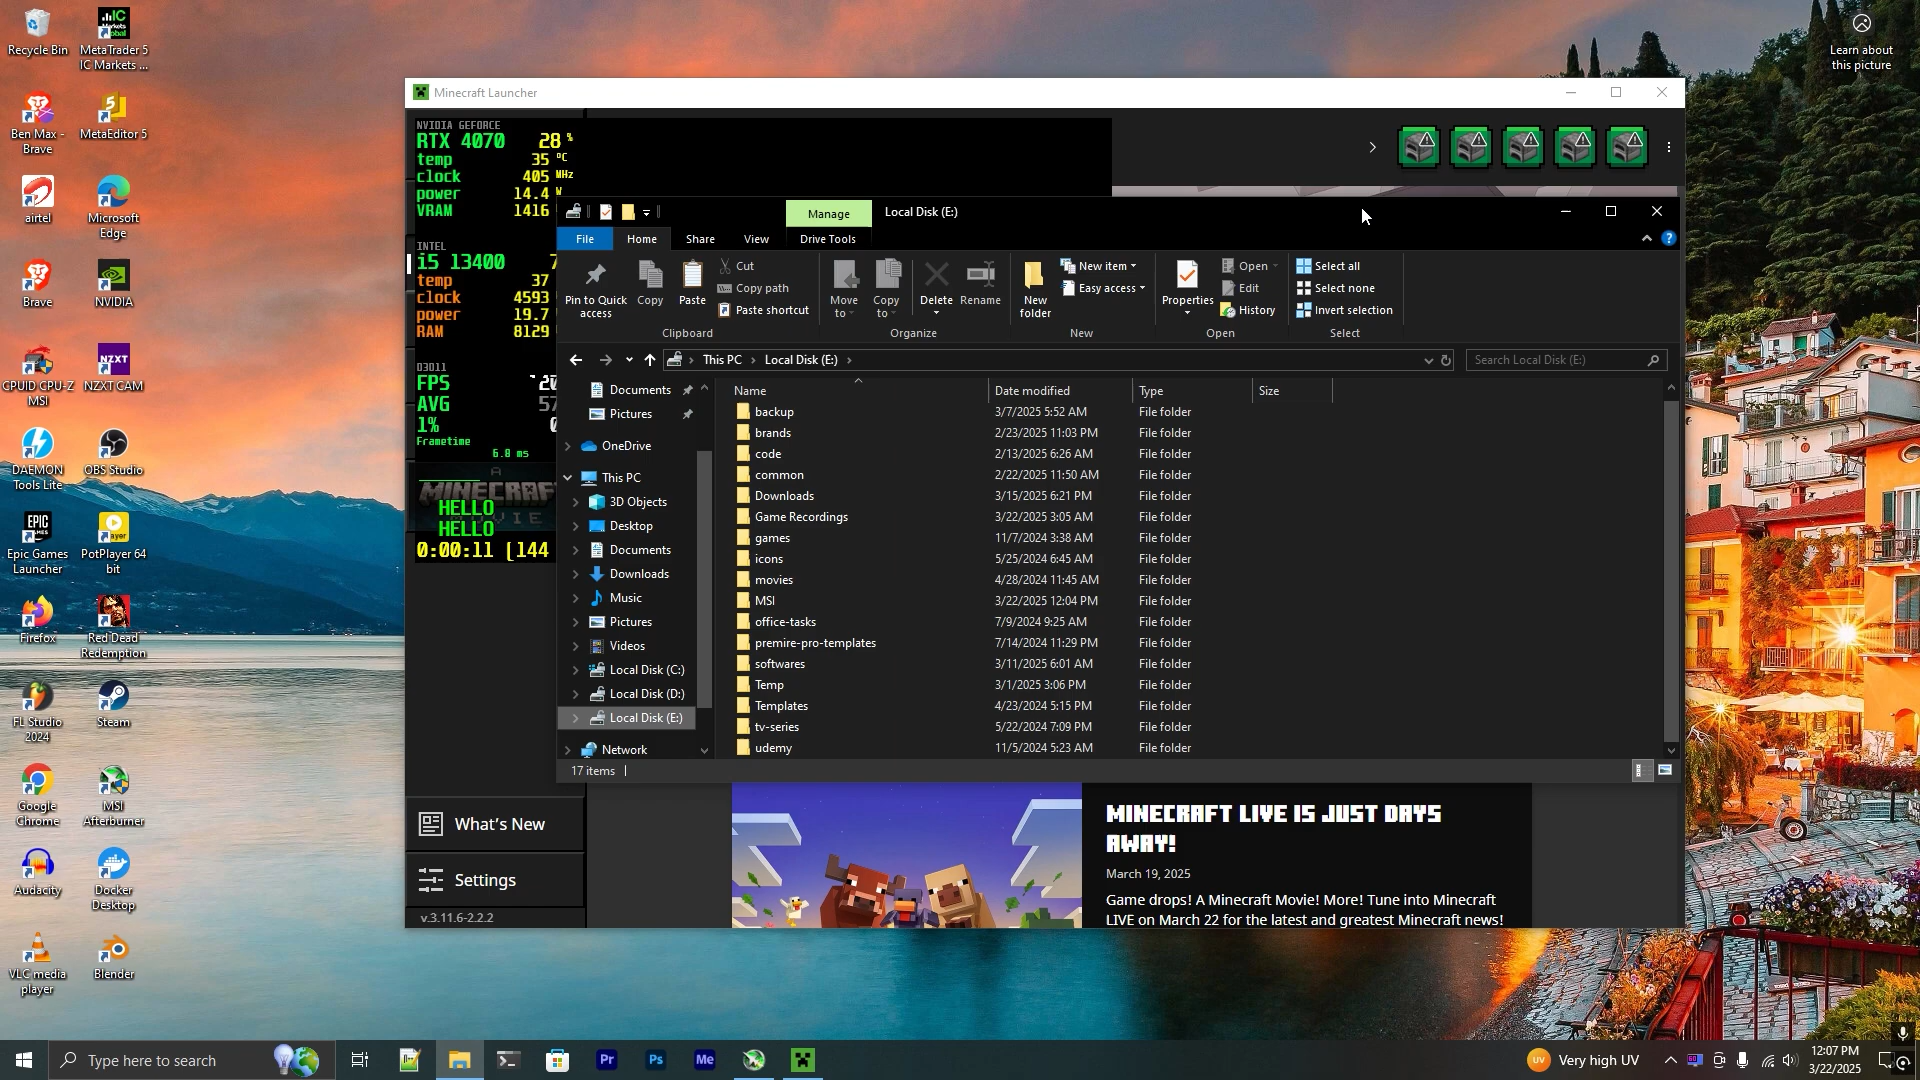 Recycle Bin
MetaTrader 5
IC Markets ...
Ben Max -
Brave
MetaEditor 5
airtel
Microsoft
Edge
Brave
NVIDIA
CPUID CPU-Z
MSI
NZXT CAM
DAEMON
Tools Lite
OBS Studio
Epic Games
Launcher
PotPlayer 64
bit
Firefox
Red Dead
Redemption
FL Studio
2024
Steam
Google
Chrome
MSI
Afterburner
Audacity
Docker
Desktop
VLC media
player
Blender
Learn about
this picture
Minecraft Launcher
NVIDIA GEFORCE
RTX 4070 28 %
temp 35 °C
clock 405 MHz
power 14.4 W
VRAM 1416
INTEL
i5 13400 7
temp 37
clock 4593
power 19.7
RAM 8129
D3D11
FPS 20
AVG 57
1% 0
Frametime
6.8 ms
A
MINECRAF
HELLO
HELLO
0:00:11 [144
What's New
Settings
v.3.11.6-2.2.2
Manage
Local Disk (E:)
File
Home
Share
View
Drive Tools
Pin to Quick
access
Copy
Paste
Cut
Copy path
Paste shortcut
Clipboard
Move
to
Copy
to
Delete
Rename
Organize
New
folder
New item
Easy access
New
Properties
Open
Edit
History
Open
Select all
Select none
Invert selection
Select
This PC
Local Disk (E:)
Search Local Disk (E:)
Documents
Pictures
OneDrive
This PC
3D Objects
Desktop
Documents
Downloads
Music
Pictures
Videos
Local Disk (C:)
Local Disk (D:)
Local Disk (E:)
Network
Name Date modified Type Size
backup 3/7/2025 5:52 AM File folder
brands 2/23/2025 11:03 PM File folder
code 2/13/2025 6:26 AM File folder
common 2/22/2025 11:50 AM File folder
Downloads 3/15/2025 6:21 PM File folder
Game Recordings 3/22/2025 3:05 AM File folder
games 11/7/2024 3:38 AM File folder
icons 5/25/2024 6:45 AM File folder
movies 4/28/2024 11:45 AM File folder
MSI 3/22/2025 12:04 PM File folder
office-tasks 7/9/2024 9:25 AM File folder
premire-pro-templates 7/14/2024 11:29 PM File folder
softwares 3/11/2025 6:01 AM File folder
Temp 3/1/2025 3:06 PM File folder
Templates 4/23/2024 5:15 PM File folder
tv-series 5/22/2024 7:09 PM File folder
udemy 11/5/2024 5:23 AM File folder
17 items
MINECRAFT LIVE IS JUST DAYS
AWAY!
March 19, 2025
Game drops! A Minecraft Movie! More! Tune into Minecraft
LIVE on March 22 for the latest and greatest Minecraft news!
Type here to search
Pr
Ps
Me
UV
Very high UV
12:07 PM
3/22/2025